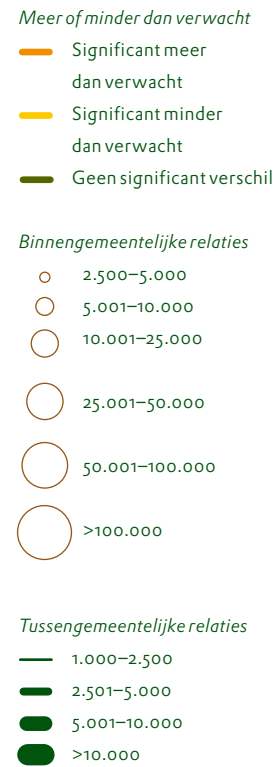 Meer of minder dan verwacht
Significant meer
dan verwacht
Significant minder
dan verwacht
Geen significant verschil
Binnengemeentelijke relaties
2.500–5.000
5.001–10.000
10.001–25.000
25.001–50.000
50.001–100.000
>100.000
Tussengemeentelijke relaties
1.000–2.500
2.501–5.000
5.001–10.000
>10.000